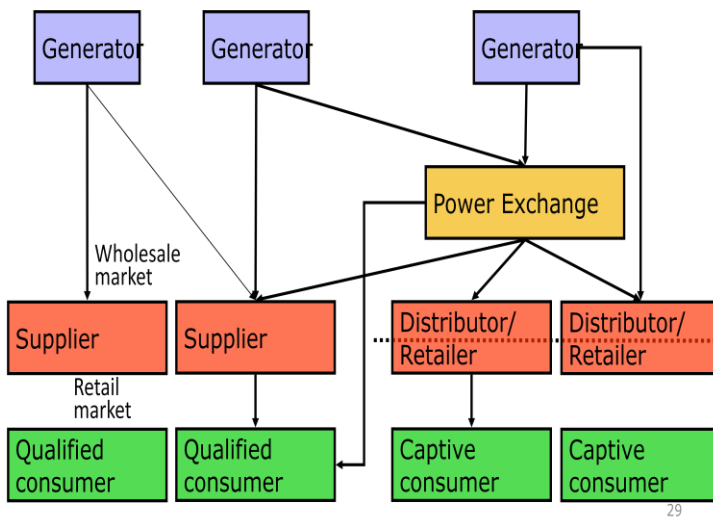 Generator
Generator
Generator
Power Exchange
Wholesale
market
Supplier
Supplier
Distributor/
Retailer
Distributor/
Retailer
Retail
market
Qualified
consumer
Qualified
consumer
Captive
consumer
Captive
consumer
29